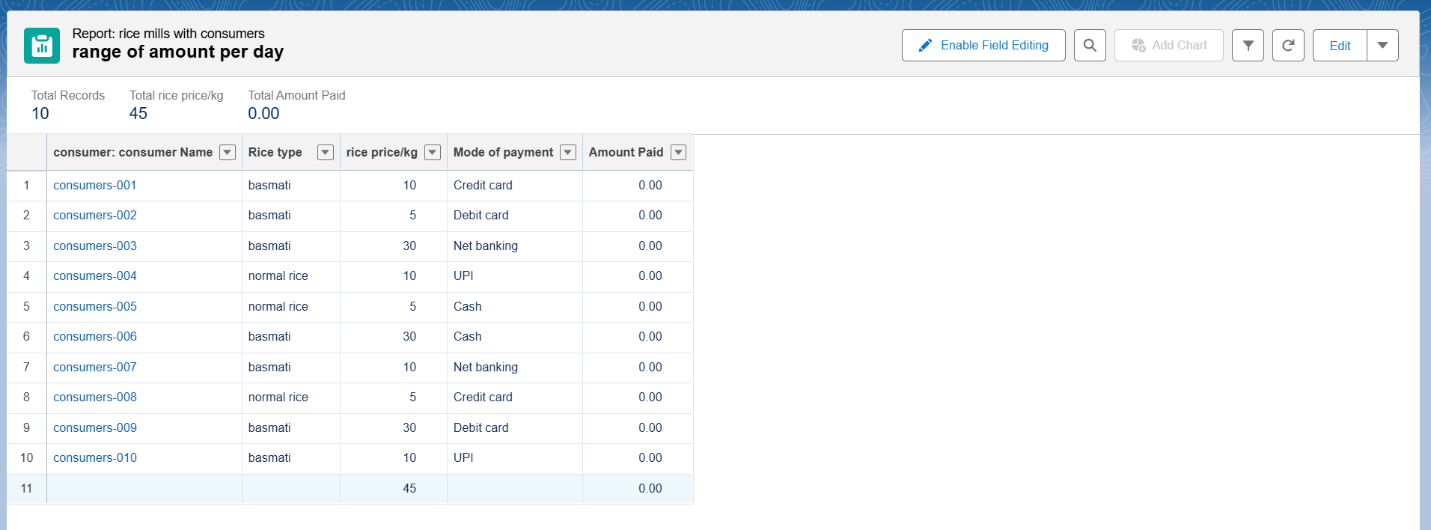 Report: rice mills with consumers
range of amount per day
Enable Field Editing
Add Chart
Edit
Total Records Total rice price/kg Total Amount Paid
10 45 0.00
consumer: consumer Name Rice type rice price/kg Mode of payment Amount Paid
1 consumers-001 basmati 10 Credit card 0.00
2 consumers-002 basmati 5 Debit card 0.00
3 consumers-003 basmati 30 Net banking 0.00
4 consumers-004 normal rice 10 UPI 0.00
5 consumers-005 normal rice 5 Cash 0.00
6 consumers-006 basmati 30 Cash 0.00
7 consumers-007 basmati 10 Net banking 0.00
8 consumers-008 normal rice 5 Credit card 0.00
9 consumers-009 basmati 30 Debit card 0.00
10 consumers-010 basmati 10 UPI 0.00
11 45 0.00